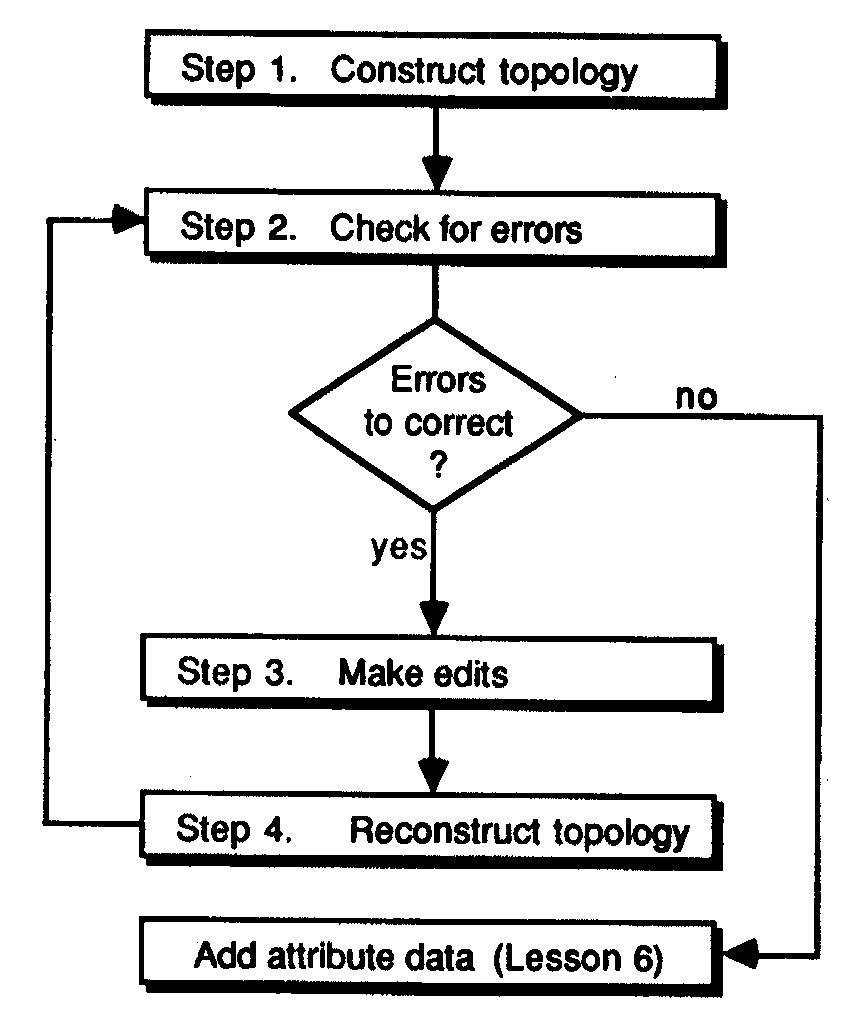 Step 1. Construct topology
Step 2. Check for errors
Errors
to correct
?
no
yes
Step 3. Make edits
Step 4. Reconstruct topology
Add attribute data (Lesson 6)